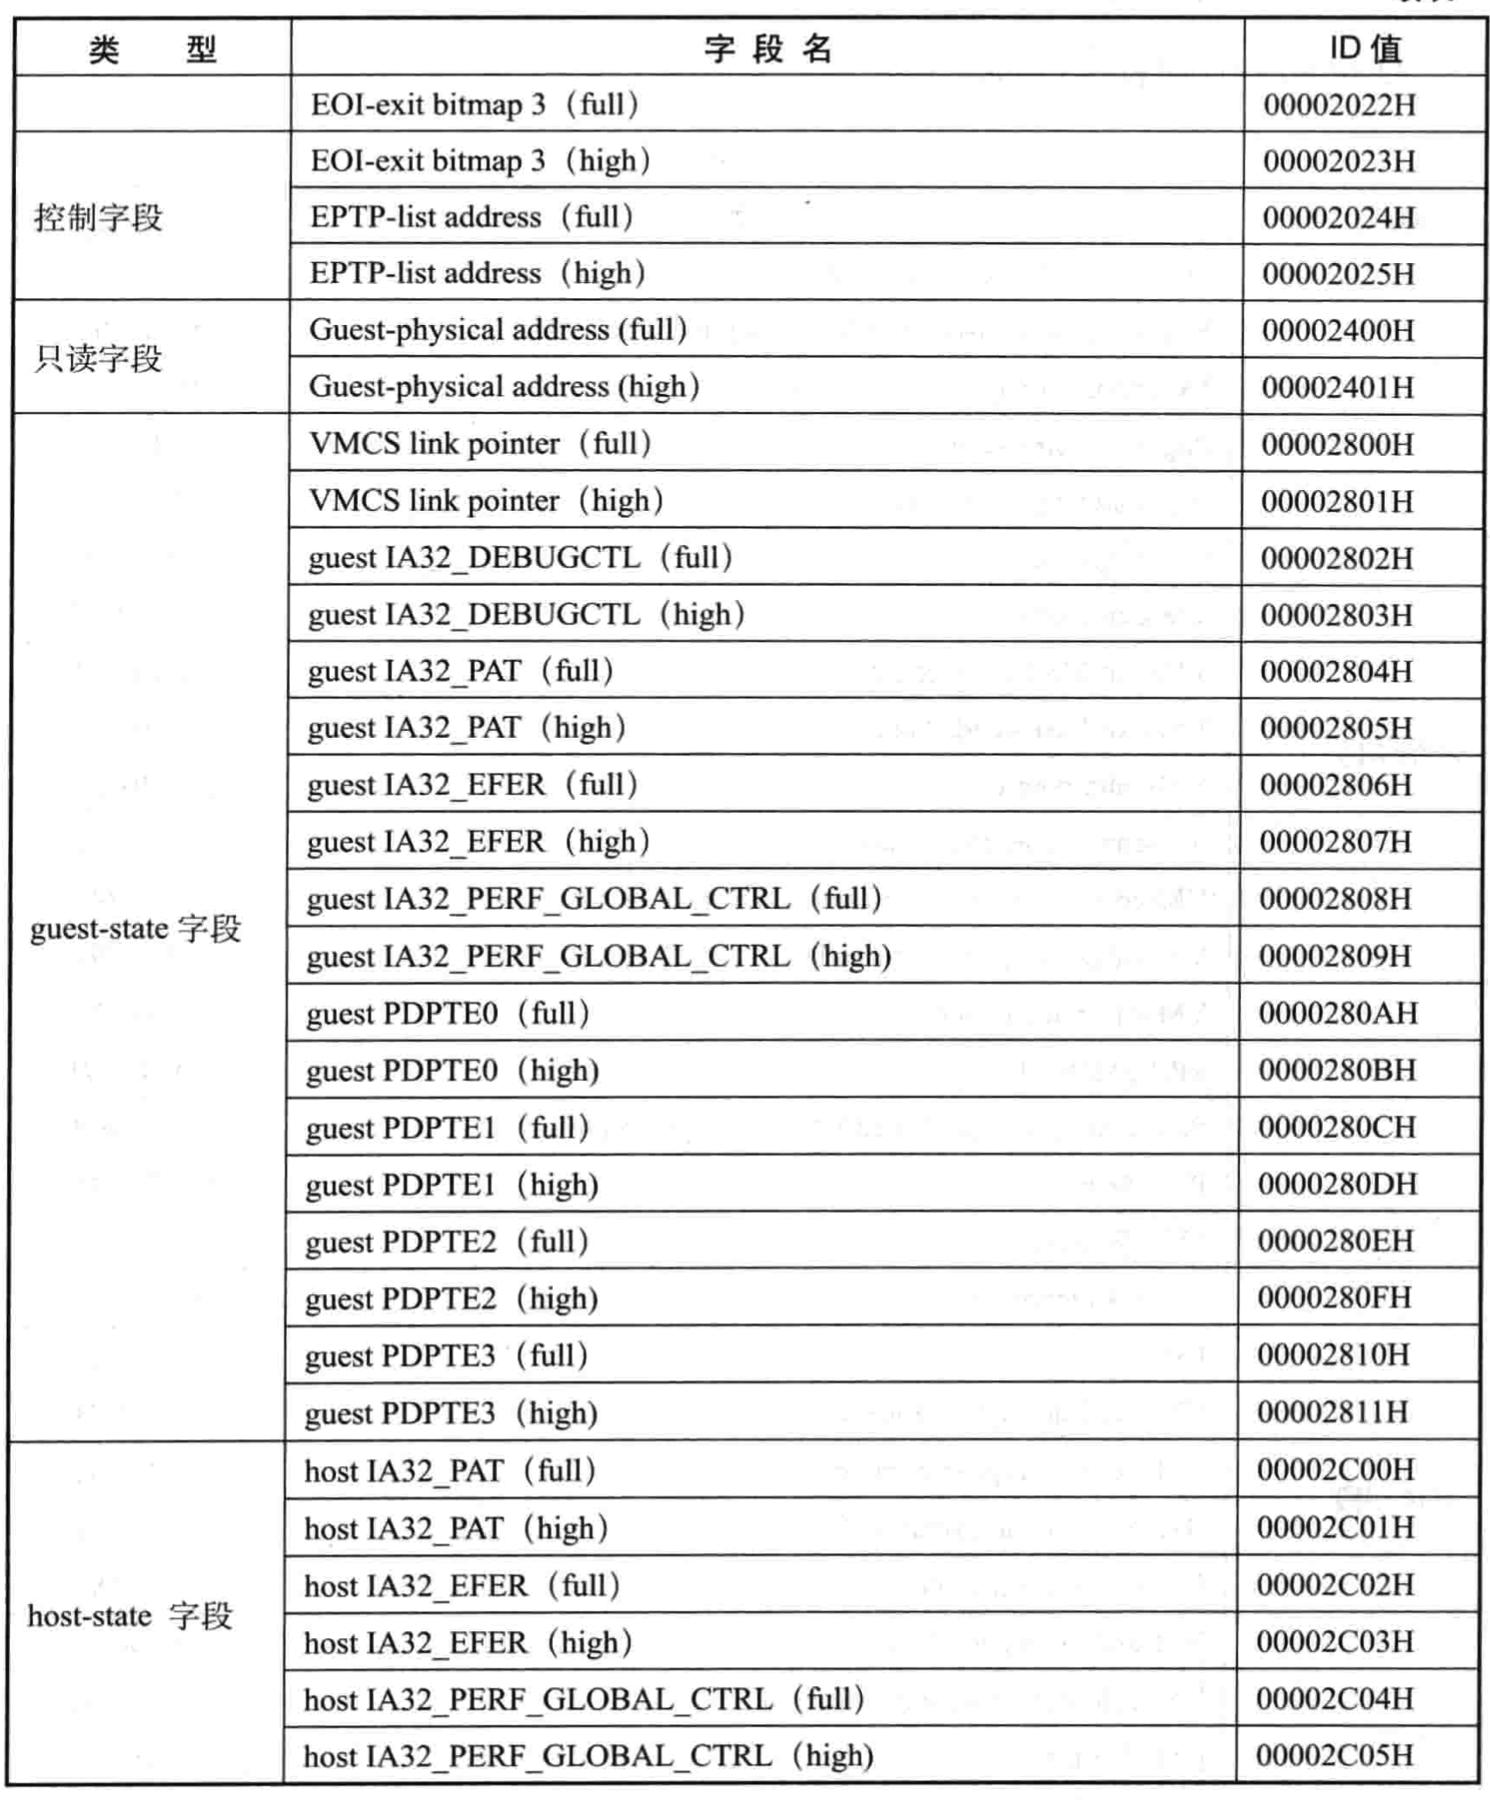 类 型 字 段 名 ID 值
EOI-exit bitmap 3（full） 00002022H
控制字段 EOI-exit bitmap 3（high） 00002023H
EPTP-list address（full） 00002024H
EPTP-list address（high） 00002025H
只读字段 Guest-physical address (full） 00002400H
Guest-physical address (high） 00002401H
guest-state 字段 VMCS link pointer（full） 00002800H
VMCS link pointer（high） 00002801H
guest IA32_DEBUGCTL（full） 00002802H
guest IA32_DEBUGCTL（high） 00002803H
guest IA32_PAT（full） 00002804H
guest IA32_PAT（high） 00002805H
guest IA32_EFER（full） 00002806H
guest IA32_EFER（high） 00002807H
guest IA32_PERF_GLOBAL_CTRL（full） 00002808H
guest IA32_PERF_GLOBAL_CTRL（high） 00002809H
guest PDPTE0（full） 0000280AH
guest PDPTE0（high） 0000280BH
guest PDPTE1（full） 0000280CH
guest PDPTE1（high） 0000280DH
guest PDPTE2（full） 0000280EH
guest PDPTE2（high） 0000280FH
guest PDPTE3（full） 00002810H
guest PDPTE3（high） 00002811H
host-state 字段 host IA32_PAT（full） 00002C00H
host IA32_PAT（high） 00002C01H
host IA32_EFER（full） 00002C02H
host IA32_EFER（high） 00002C03H
host IA32_PERF_GLOBAL_CTRL（full） 00002C04H
host IA32_PERF_GLOBAL_CTRL（high） 00002C05H